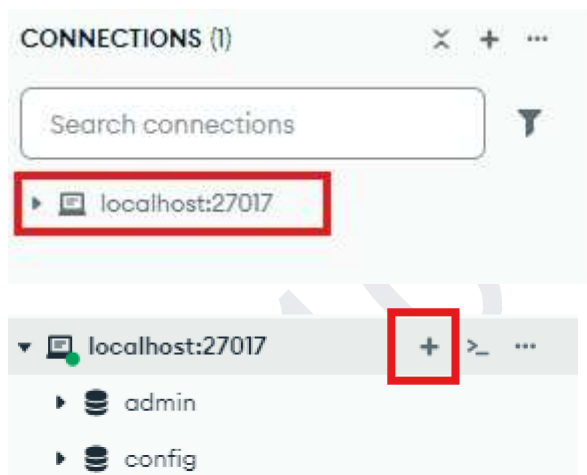 CONNECTIONS (1)
Search connections
localhost:27017
localhost:27017
admin
config